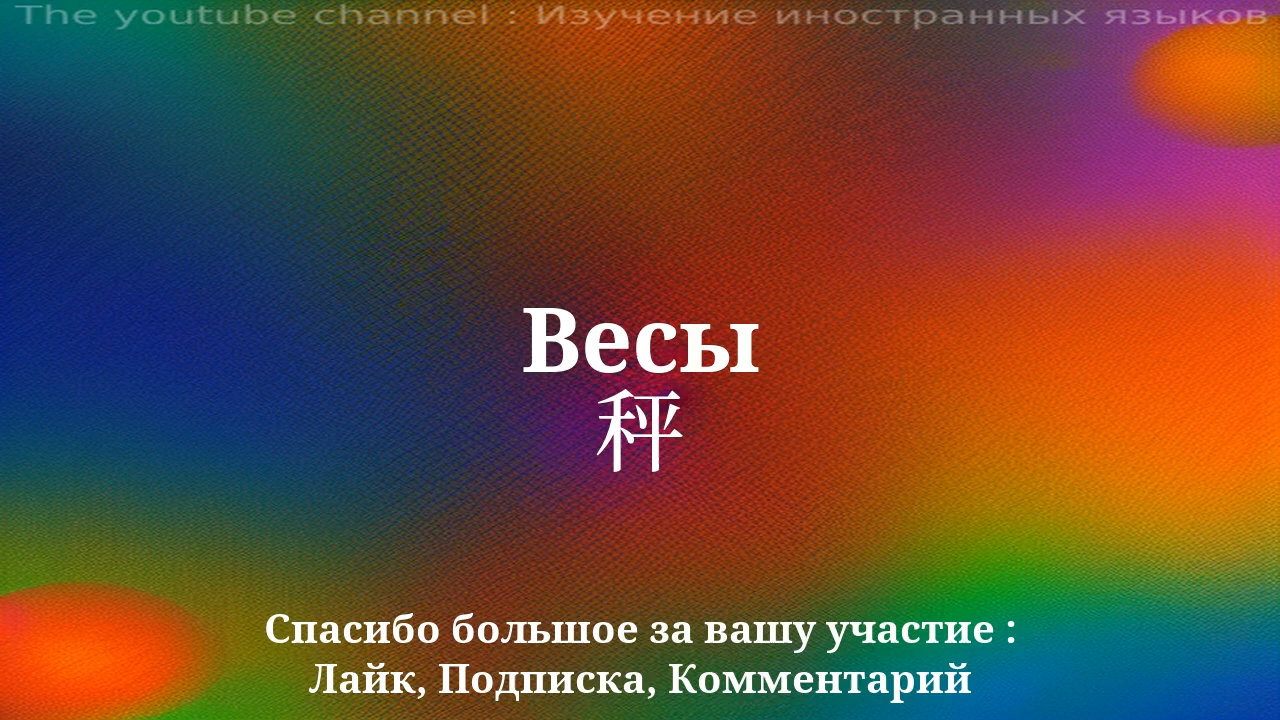 The youtube channel : Изучение иностранных языков
Весы
秤
Спасибо большое за вашу участие :
Лайк, Подписка, Комментарий